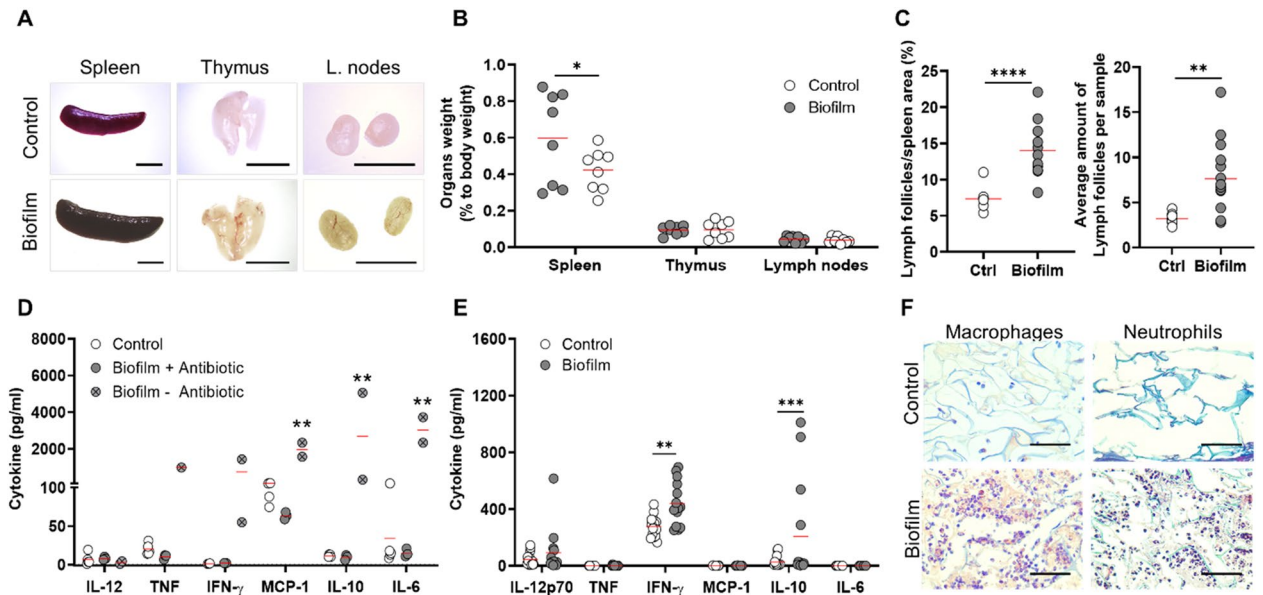 A
Spleen Thymus L. nodes
Control
Biofilm
B
Organs weight
(% to body weight)
1.0
0.8
0.6
0.4
0.2
0.0
*
Control
Biofilm
Spleen Thymus Lymph nodes
C
Lymph follicles/spleen area (%)
25
20
15
10
5
0
****
Ctrl Biofilm
Average amount of
Lymph follicles per sample
20
15
10
5
0
**
Ctrl Biofilm
D
Cytokine (pg/ml)
8000
6000
4000
2000
100
50
0
Control
Biofilm + Antibiotic
Biofilm - Antibiotic
**
**
**
IL-12 TNF IFN-γ MCP-1 IL-10 IL-6
E
Cytokine (pg/ml)
1600
1200
800
400
0
Control
Biofilm
**
***
IL-12p70 TNF IFN-γ MCP-1 IL-10 IL-6
F
Macrophages Neutrophils
Control
Biofilm